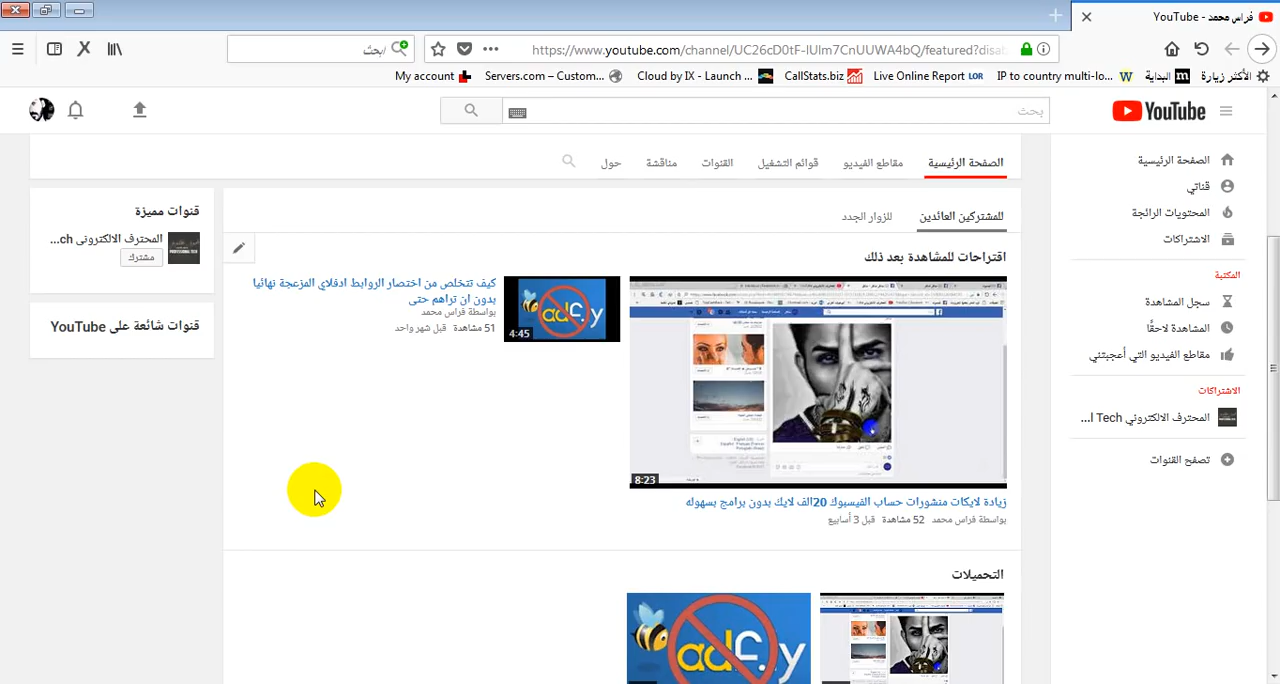 فراس محمد - YouTube
https://www.youtube.com/channel/UC26cD0tF-lUlm7CnUUWA4bQ/featured?disa
ابحث
الأكثر زيارة
البداية
IP to country multi-lo...
Live Online Report
CallStats.biz
Cloud by IX - Launch ...
Servers.com – Custom...
My account
YouTube
بحث
الصفحة الرئيسية
قناتي
المحتويات الرائجة
الاشتراكات
المكتبة
سجل المشاهدة
المشاهدة لاحقًا
مقاطع الفيديو التي أعجبتني
الاشتراكات
المحترف الالكتروني l Tech...
تصفح القنوات
الصفحة الرئيسية
مقاطع الفيديو
قوائم التشغيل
القنوات
مناقشة
حول
للمشتركين العائدين
للزوار الجدد
اقتراحات للمشاهدة بعد ذلك
8:23
زيادة لايكات منشورات حساب الفيسبوك 20الف لايك بدون برامج بسهوله
بواسطة فراس محمد
52 مشاهدة
قبل 3 أسابيع
adf.y
4:45
كيف تتخلص من اختصار الروابط ادفلاي المزعجة نهائيا
بدون ان تراهم حتى
بواسطة فراس محمد
51 مشاهدة
قبل شهر واحد
التحميلات
adf.y
قنوات مميزة
المحترف الالكتروني ch...
مشترك
قنوات شائعة على YouTube